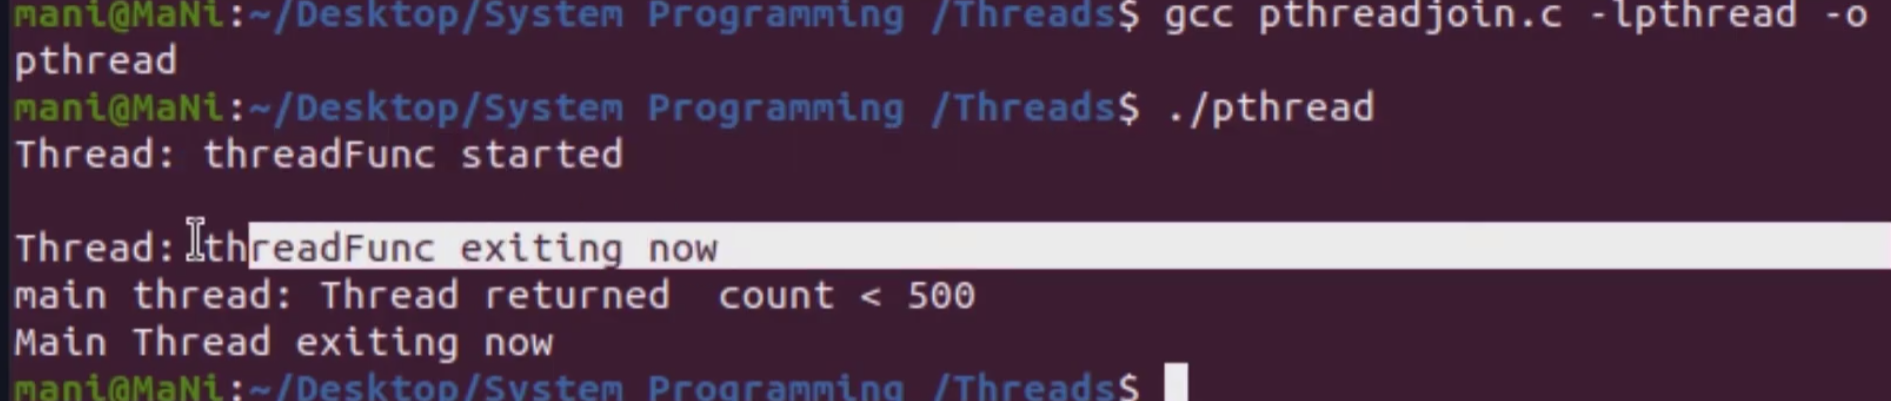 mani@MaNi:~/Desktop/System Programming /Threads$ gcc pthreadjoin.c -lpthread -o
pthread
mani@MaNi:~/Desktop/System Programming /Threads$ ./pthread
Thread: threadFunc started
Thread: threadFunc exiting now
main thread: Thread returned  count < 500
Main Thread exiting now
mani@MaNi:~/Desktop/System Programming /Threads$